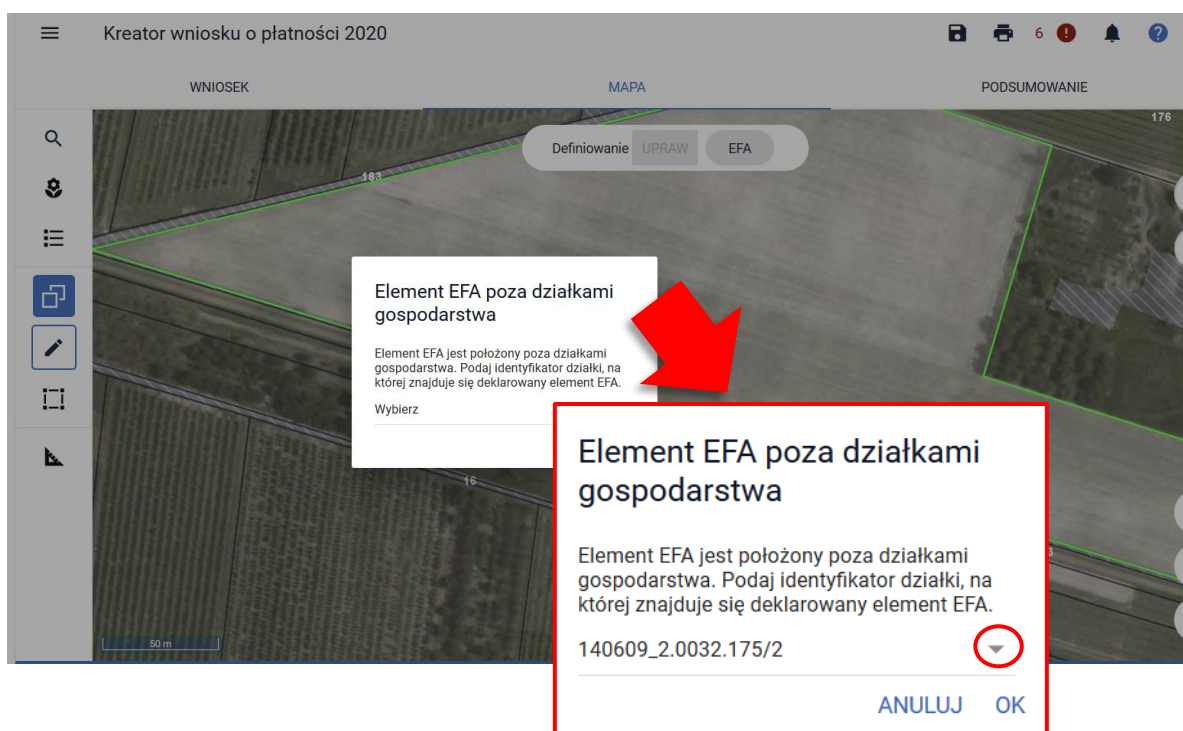 Kreator wniosku o płatności 2020
6
WNIOSEK
MAPA
PODSUMOWANIE
176
Definiowanie UPRAW EFA
183
Element EFA poza działkami
gospodarstwa
Element EFA jest położony poza działkami
gospodarstwa. Podaj identyfikator działki, na
której znajduje się deklarowany element EFA.
Wybierz
16
50 m
Element EFA poza działkami
gospodarstwa
Element EFA jest położony poza działkami
gospodarstwa. Podaj identyfikator działki, na
której znajduje się deklarowany element EFA.
140609_2.0032.175/2
ANULUJ OK